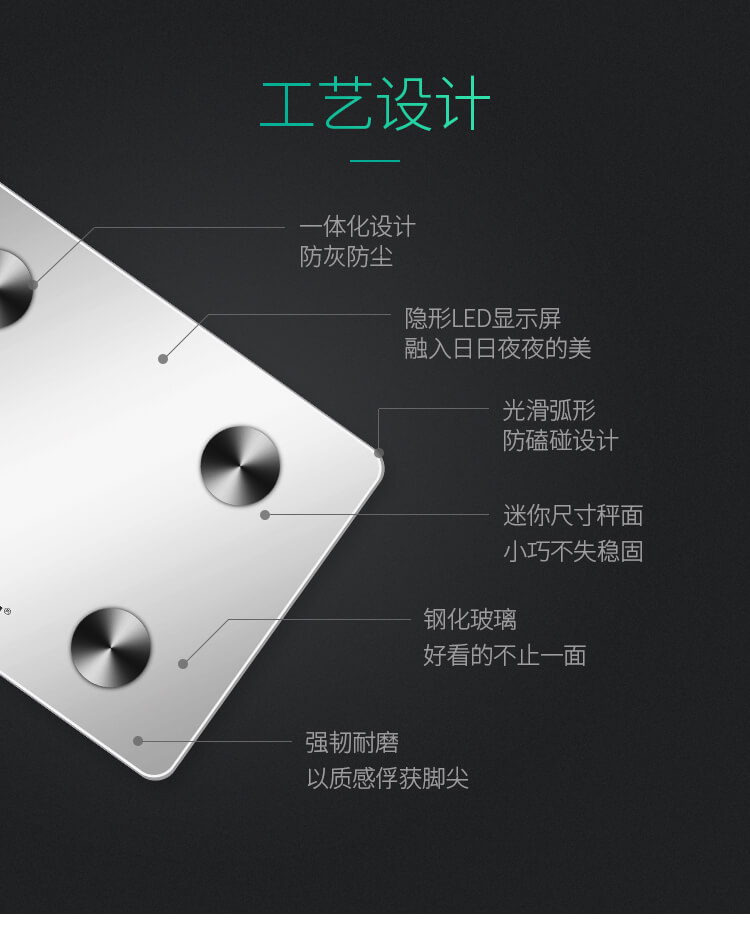 工艺设计
一体化设计
防灰防尘
隐形LED显示屏
融入日日夜夜的美
光滑弧形
防磕碰设计
迷你尺寸秤面
小巧不失稳固
钢化玻璃
好看的不止一面
强韧耐磨
以质感俘获脚尖
®